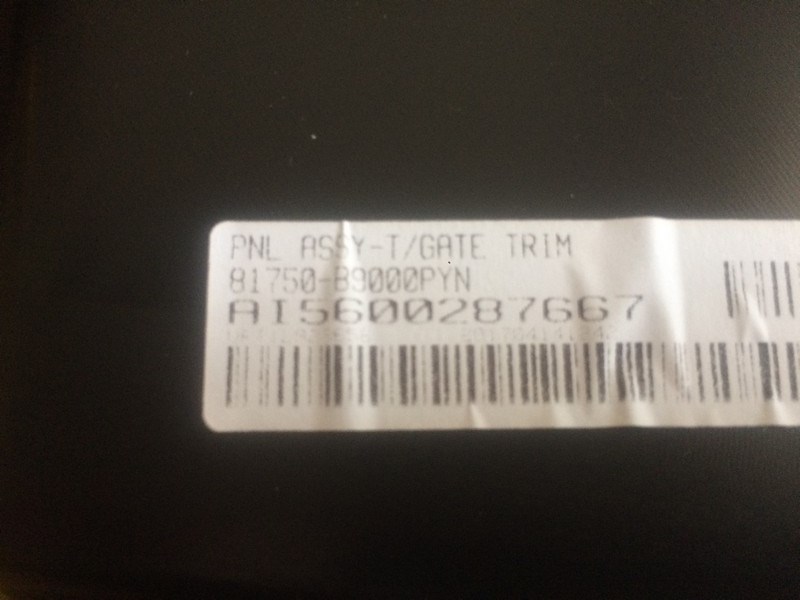 PNL ASSY-T/GATE TRIM
81750-B9000PYN
AI5600287667